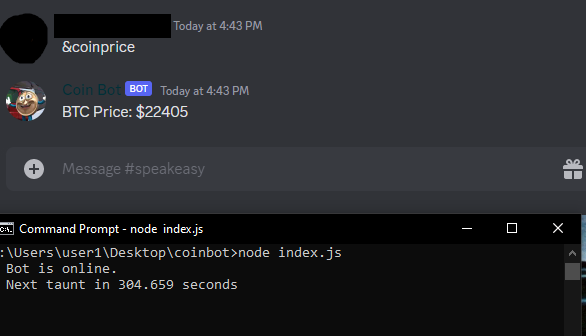 Today at 4:43 PM
&coinprice
Coin Bot BOT Today at 4:43 PM
BTC Price: $22405
Message #speakeasy
Command Prompt - node index.js
:\Users\user1\Desktop\coinbot>node index.js
Bot is online.
Next taunt in 304.659 seconds